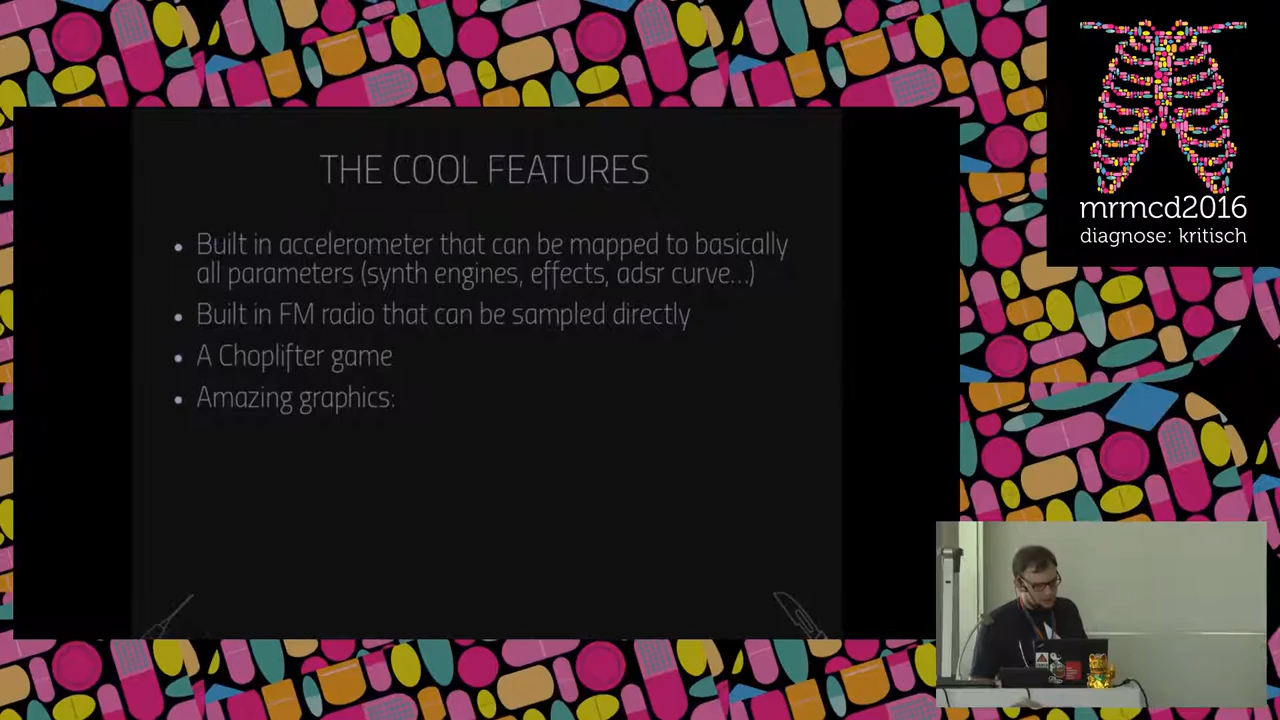 THE COOL FEATURES
• Built in accelerometer that can be mapped to basically
all parameters (synth engines, effects, adsr curve...)
• Built in FM radio that can be sampled directly
• A Choplifter game
• Amazing graphics:
mrmcd2016
diagnose: kritisch